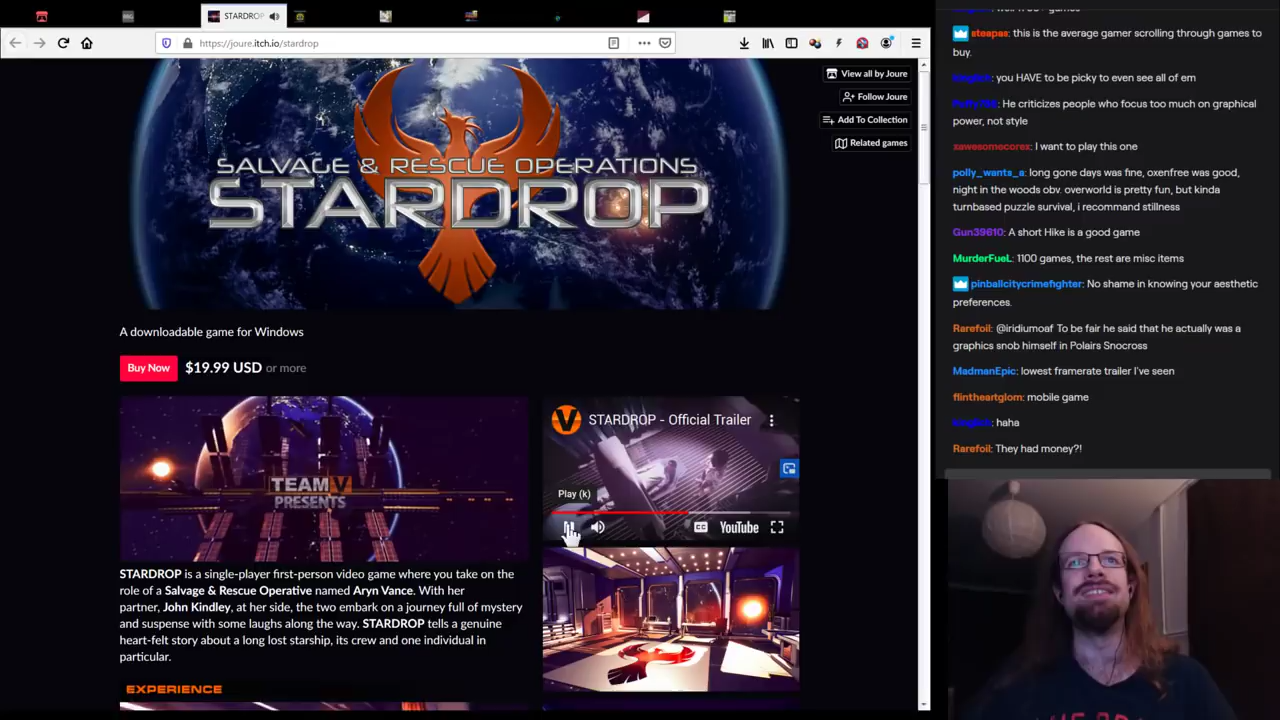 STARDROP
https://joure.itch.io/stardrop
View all by Joure
Follow Joure
Add To Collection
Related games
SALVAGE & RESCUE OPERATIONS
STARDROP
A downloadable game for Windows
Buy Now $19.99 USD or more
TEAM V
PRESENTS
STARDROP - Official Trailer
Play (k)
CC YouTube
STARDROP is a single-player first-person video game where you take on the
role of a Salvage & Rescue Operative named Aryn Vance. With her
partner, John Kindley, at her side, the two embark on a journey full of mystery
and suspense with some laughs along the way. STARDROP tells a genuine
heart-felt story about a long lost starship, its crew and one individual in
particular.
EXPERIENCE
steapas: this is the average gamer scrolling through games to
buy.
you HAVE to be picky to even see all of em
He criticizes people who focus too much on graphical
power, not style
xawesomecorex: I want to play this one
polly_wants_a: long gone days was fine, oxenfree was good,
night in the woods obv. overworld is pretty fun, but kinda
turnbased puzzle survival, i recommand stillness
Gun39610: A short Hike is a good game
MurderFueL: 1100 games, the rest are misc items
pinballcitycrimefighter: No shame in knowing your aesthetic
preferences.
Rarefoil: @iridiumoaf To be fair he said that he actually was a
graphics snob himself in Polairs Snocross
MadmanEpic: lowest framerate trailer I've seen
flintheartglom: mobile game
haha
Rarefoil: They had money?!